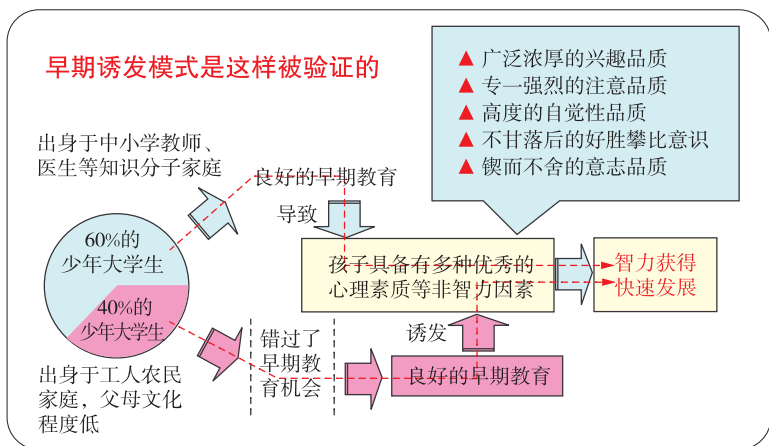 早期诱发模式是这样被验证的
▲ 广泛浓厚的兴趣品质
▲ 专一强烈的注意品质
▲ 高度的自觉性品质
▲ 不甘落后的好胜攀比意识
▲ 锲而不舍的意志品质
出身于中小学教师、
医生等知识分子家庭
良好的早期教育
导致
60%的
少年大学生
40%的
少年大学生
孩子具备有多种优秀的
心理素质等非智力因素
智力获得
快速发展
诱发
错过了
早期教
育机会
良好的早期教育
出身于工人农民
家庭，父母文化
程度低